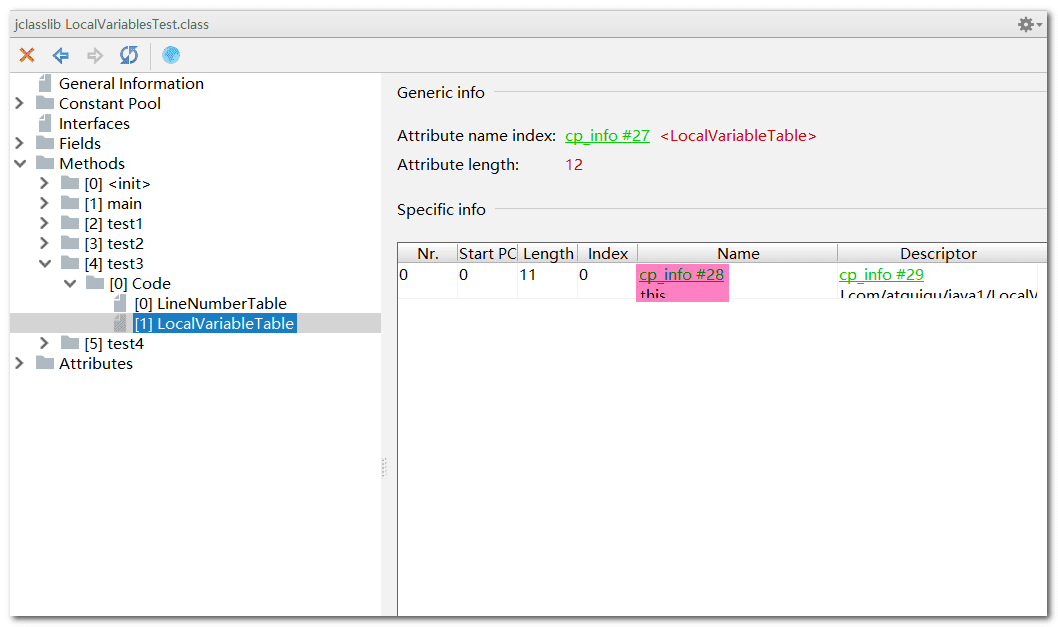 jclasslib LocalVariablesTest.class
General Information
Constant Pool
Interfaces
Fields
Methods
[0] <init>
[1] main
[2] test1
[3] test2
[4] test3
[0] Code
[0] LineNumberTable
[1] LocalVariableTable
[5] test4
Attributes
Generic info
Attribute name index: cp_info #27 <LocalVariableTable>
Attribute length: 12
Specific info
Nr. Start PC Length Index Name Descriptor
0 0 11 0 cp_info #28 cp_info #29
this Lcom/atguigu/java1/LocalV